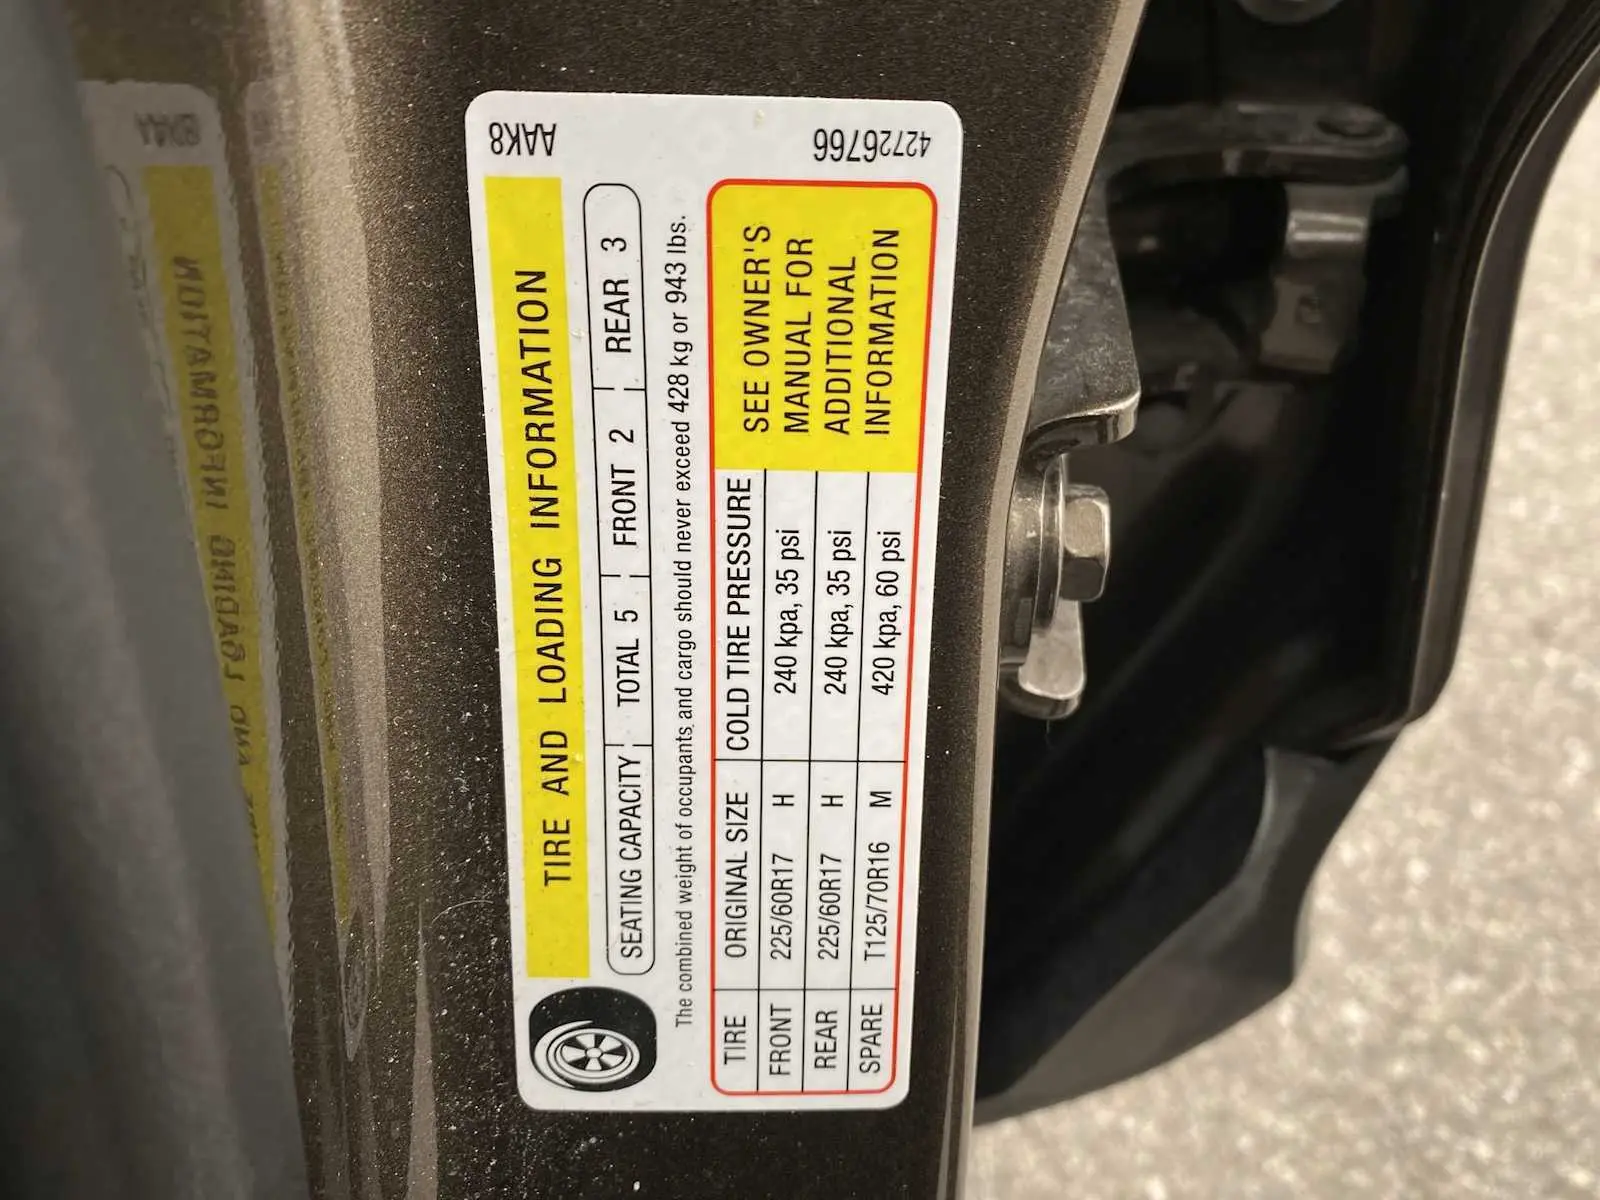 AAK8
42726766
TIRE AND LOADING INFORMATION
SEATING CAPACITY TOTAL 5 FRONT 2 REAR 3
The combined weight of occupants and cargo should never exceed 428 kg or 943 lbs.
TIRE ORIGINAL SIZE COLD TIRE PRESSURE
FRONT 225/60R17 H 240 kpa, 35 psi
REAR 225/60R17 H 240 kpa, 35 psi
SPARE T125/70R16 M 420 kpa, 60 psi
SEE OWNER'S
MANUAL FOR
ADDITIONAL
INFORMATION